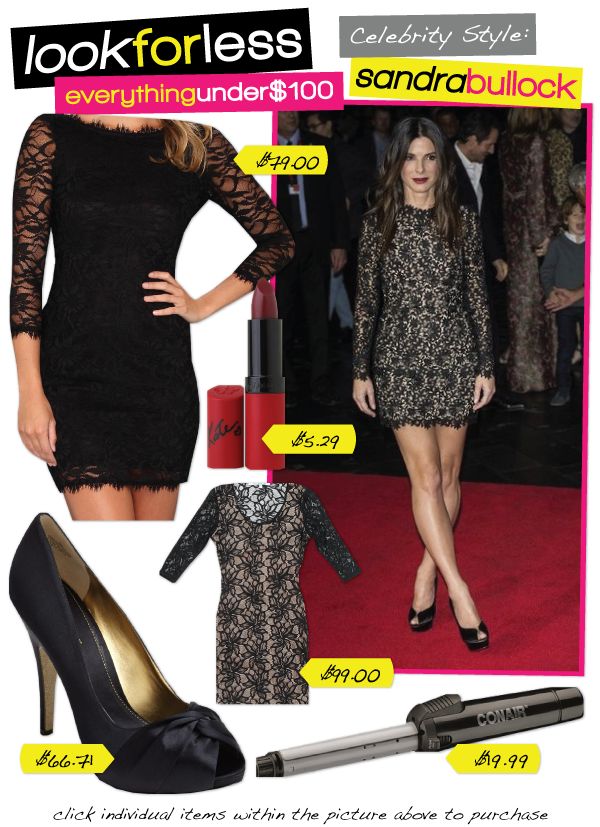 lookforless
everythingunder$100
Celebrity Style:
sandrabullock
$79.00
Kate
$5.29
$99.00
$66.71
CONAIR
$19.99
click individual items within the picture above to purchase